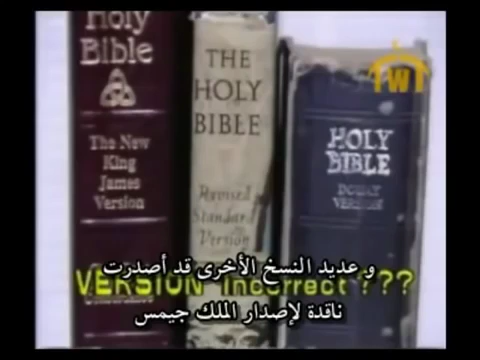 Holy
Bible
The New
King
James
Version
THE
HOLY
BIBLE
Revised
Standard
Version
HOLY
BIBLE
DOUAY
VERSION
W
VERSION incorrect ???
و عديد النسخ الأخرى قد أصدرت
ناقدة لإصدار الملك جيمس